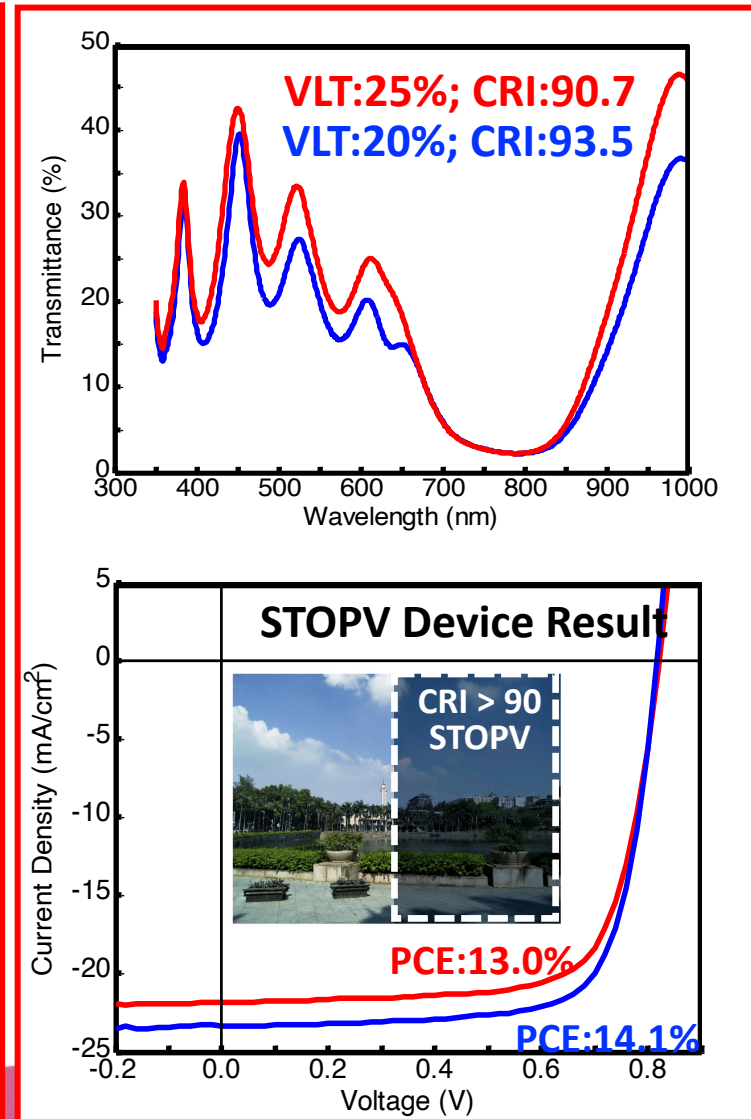 50
40
30
20
10
0
Transmittance (%)
VLT:25%; CRI:90.7
VLT:20%; CRI:93.5
300 400 500 600 700 800 900 1000
Wavelength (nm)
5
0
-5
-10
-15
-20
-25
Current Density (mA/cm²)
STOPV Device Result
CRI > 90
STOPV
PCE:13.0%
PCE:14.1%
-0.2 0.0 0.2 0.4 0.6 0.8
Voltage (V)